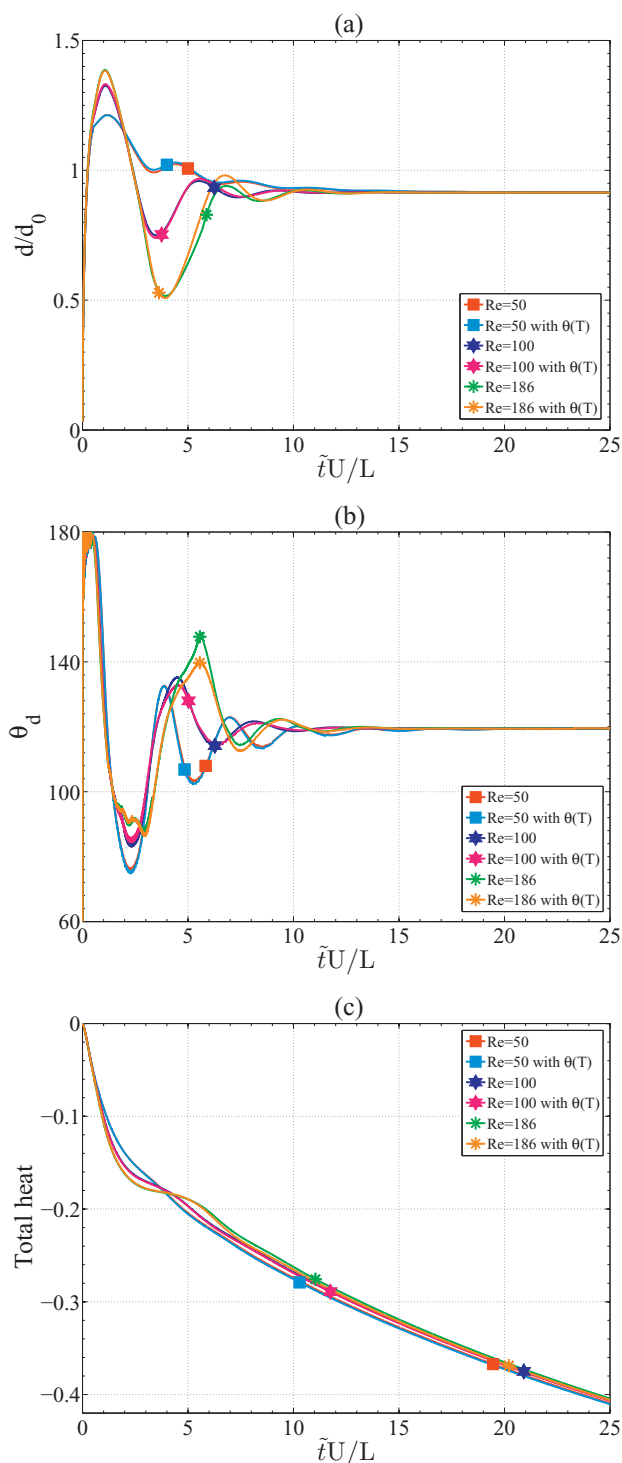 (a)
1.5
1
0.5
0
d/d0
0 5 10 15 20 25
t̃U/L
Re=50
Re=50 with θ(T)
Re=100
Re=100 with θ(T)
Re=186
Re=186 with θ(T)
(b)
180
140
100
60
θd
0 5 10 15 20 25
t̃U/L
Re=50
Re=50 with θ(T)
Re=100
Re=100 with θ(T)
Re=186
Re=186 with θ(T)
(c)
0
−0.1
−0.2
−0.3
−0.4
Total heat
0 5 10 15 20 25
t̃U/L
Re=50
Re=50 with θ(T)
Re=100
Re=100 with θ(T)
Re=186
Re=186 with θ(T)